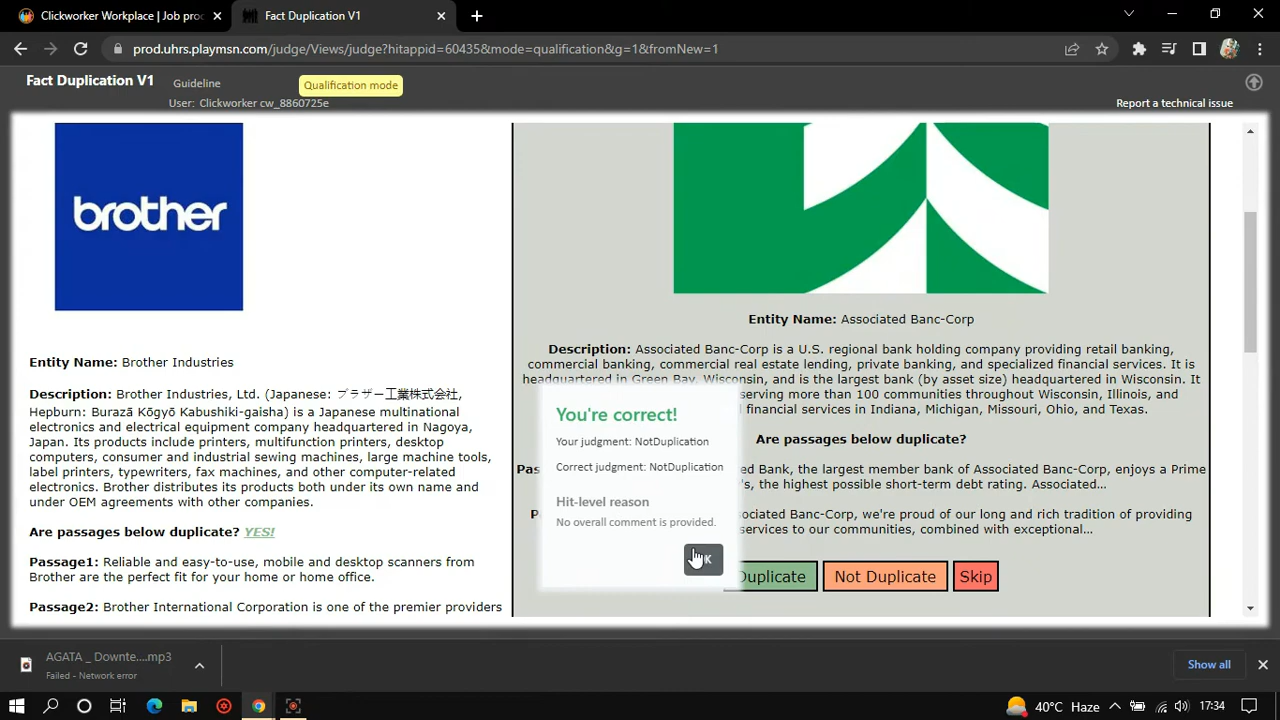 Clickworker Workplace | Job pro
Fact Duplication V1
prod.uhrs.playmsn.org/judge/Views/judge?hitappid=60435&mode=qualification&g=1&fromNew=1
Fact Duplication V1
Guideline
Qualification mode
User: Clickworker cw_8860725e
Report a technical issue
brother
Entity Name: Brother Industries
Description: Brother Industries, Ltd. (Japanese: ブラザー工業株式会社,
Hepburn: Burazā Kōgyō Kabushiki-gaisha) is a Japanese multinational
electronics and electrical equipment company headquartered in Nagoya,
Japan. Its products include printers, multifunction printers, desktop
computers, consumer and industrial sewing machines, large machine tools,
label printers, typewriters, fax machines, and other computer-related
electronics. Brother distributes its products both under its own name and
under OEM agreements with other companies.
Are passages below duplicate? YES!
Passage1: Reliable and easy-to-use, mobile and desktop scanners from
Brother are the perfect fit for your home or home office.
Passage2: Brother International Corporation is one of the premier providers
Entity Name: Associated Banc-Corp
Description: Associated Banc-Corp is a U.S. regional bank holding company providing retail banking,
commercial banking, commercial real estate lending, private banking, and specialized financial services. It is
headquartered in Green Bay, Wisconsin, and is the largest bank (by asset size) headquartered in Wisconsin. It
serving more than 100 communities throughout Wisconsin, Illinois, and
financial services in Indiana, Michigan, Missouri, Ohio, and Texas.
Are passages below duplicate?
Pas d Bank, the largest member bank of Associated Banc-Corp, enjoys a Prime
's, the highest possible short-term debt rating. Associated...
P ssociated Banc-Corp, we're proud of our long and rich tradition of providing
services to our communities, combined with exceptional...
Duplicate
Not Duplicate
Skip
You're correct!
Your judgment: NotDuplication
Correct judgment: NotDuplication
Hit-level reason
No overall comment is provided.
K
AGATA _ Downte....mp3
Failed - Network error
Show all
40°C Haze
17:34